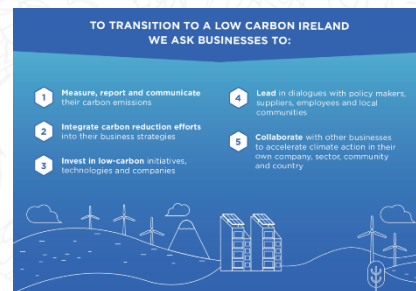 TO TRANSITION TO A LOW CARBON IRELAND
WE ASK BUSINESSES TO:
1 Measure, report and communicate
their carbon emissions
2 Integrate carbon reduction efforts
into their business strategies
3 Invest in low-carbon initiatives,
technologies and companies
4 Lead in dialogues with policy makers,
suppliers, employees and local
communities
5 Collaborate with other businesses
to accelerate climate action in their
own company, sector, community
and country